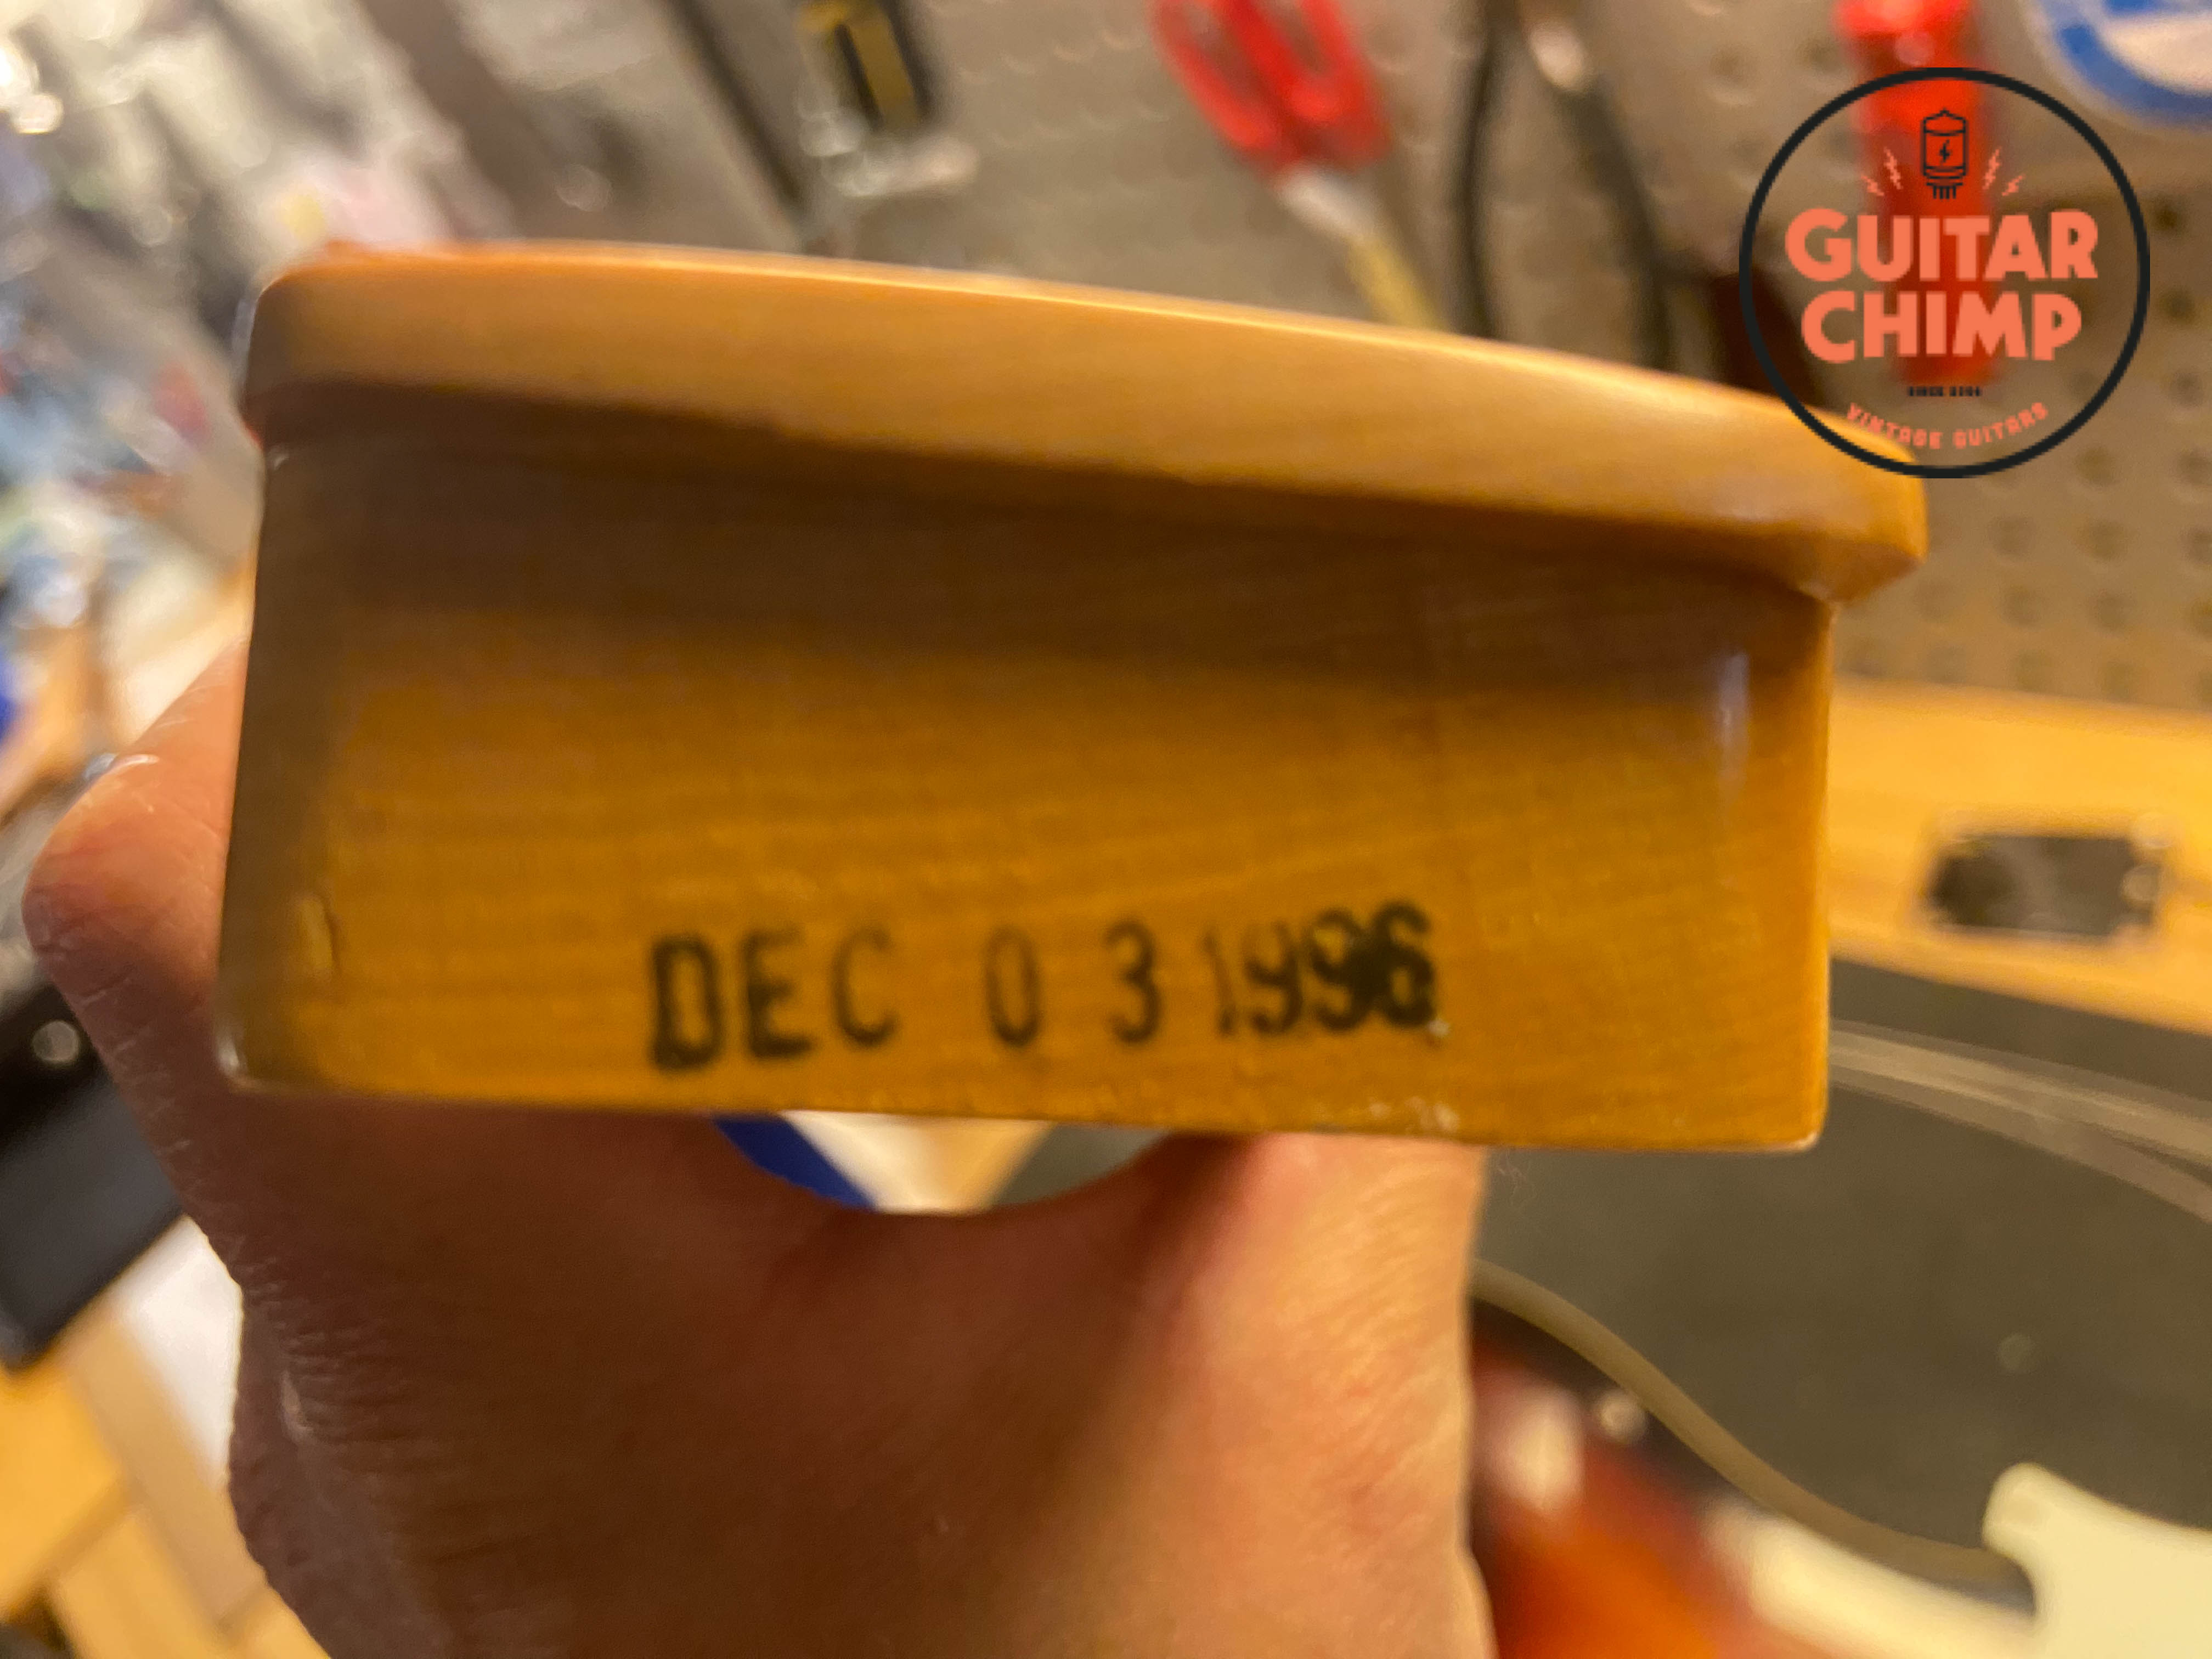 GUITAR
CHIMP
VINTAGE GUITARS
DEC 03 1996